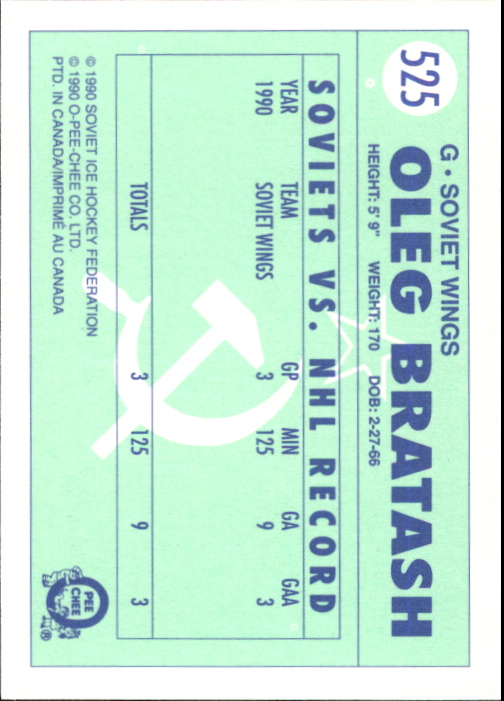 525
G • SOVIET WINGS
OLEG BRATASH
HEIGHT: 5' 9" WEIGHT: 170 DOB: 2-27-66
SOVIETS VS. NHL RECORD
YEAR TEAM GP MIN GA GAA
1990 SOVIET WINGS 3 125 9 3
TOTALS 3 125 9 3
© 1990 SOVIET ICE HOCKEY FEDERATION
© 1990 O-PEE-CHEE CO. LTD.
PTD. IN CANADA/IMPRIMÉ AU CANADA
O
PEE
CHEE
®